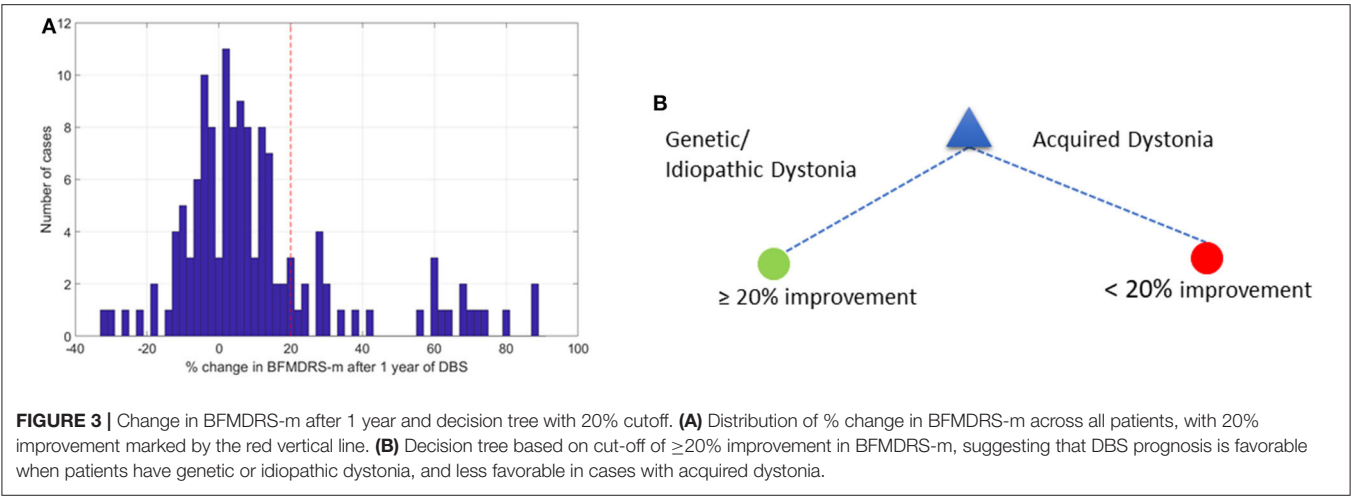 A
12
10
8
6
4
2
0
Number of cases
-40 -20 0 20 40 60 80 100
% change in BFMDRS-m after 1 year of DBS
B
Genetic/
Idiopathic Dystonia
Acquired Dystonia
≥ 20% improvement
< 20% improvement
FIGURE 3 | Change in BFMDRS-m after 1 year and decision tree with 20% cutoff. (A) Distribution of % change in BFMDRS-m across all patients, with 20%
improvement marked by the red vertical line. (B) Decision tree based on cut-off of ≥20% improvement in BFMDRS-m, suggesting that DBS prognosis is favorable
when patients have genetic or idiopathic dystonia, and less favorable in cases with acquired dystonia.